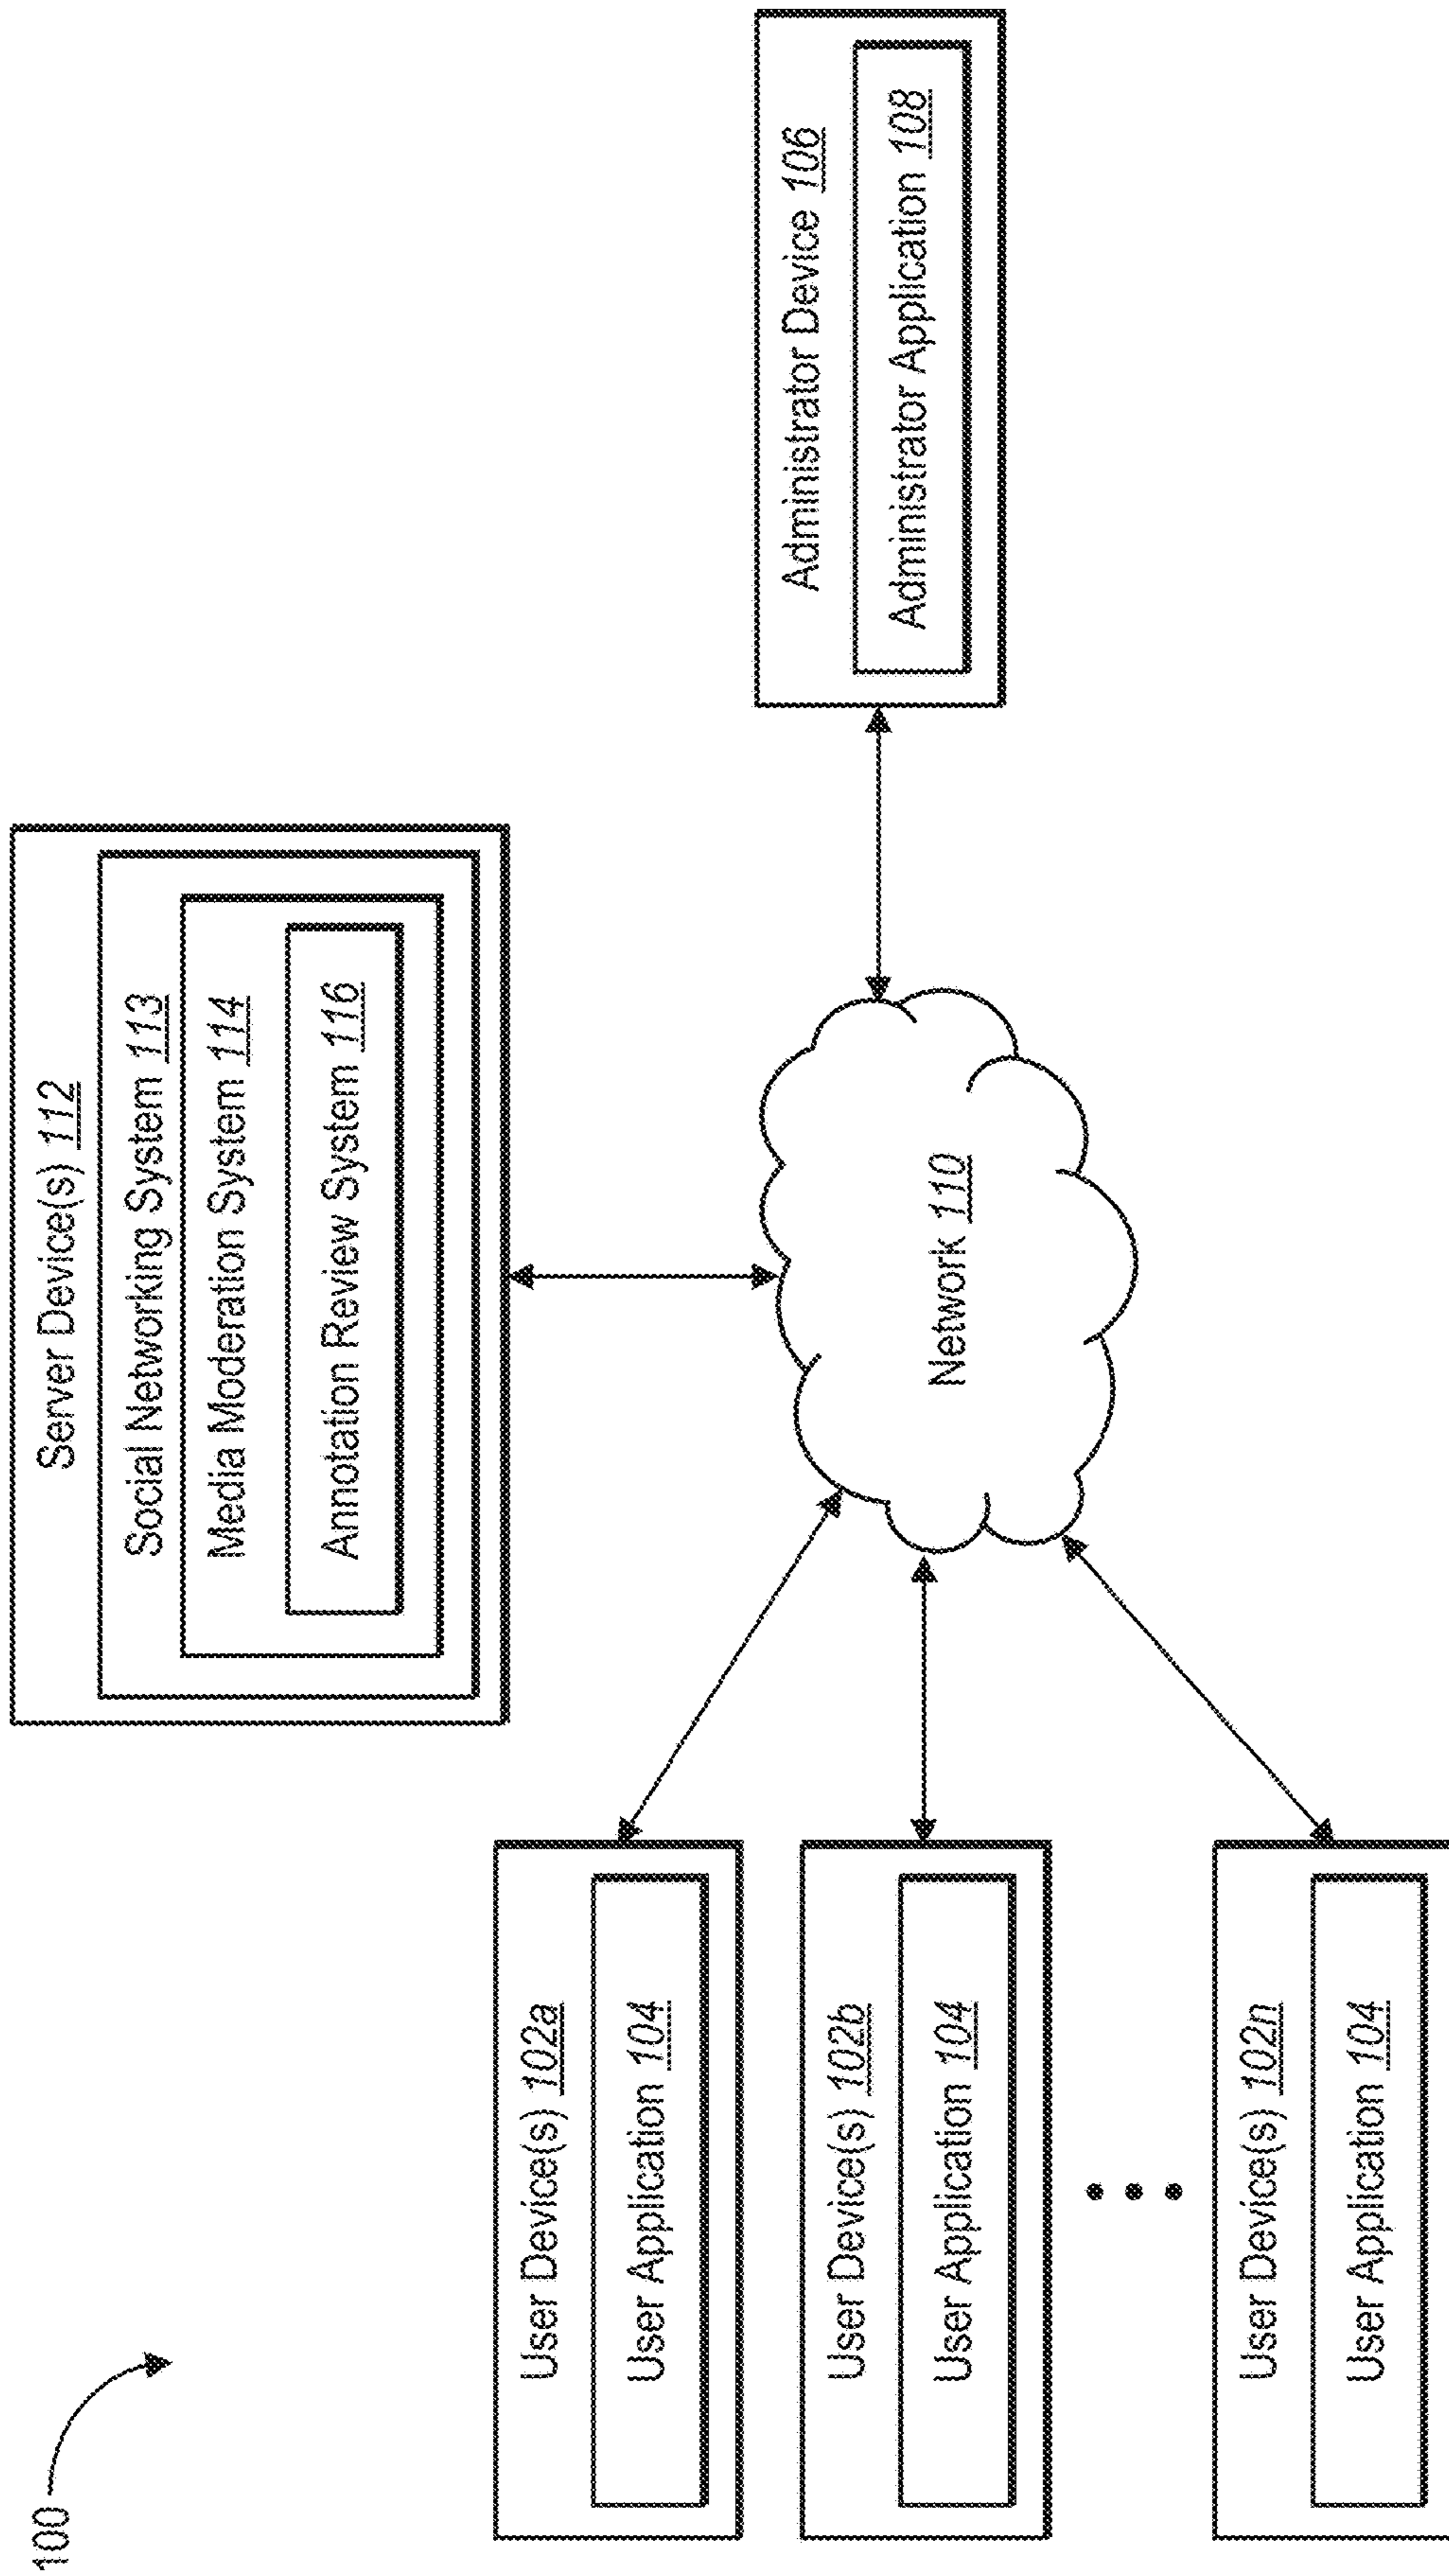 100
Server Device(s) 112
Social Networking System 113
Media Moderation System 114
Annotation Review System 116
User Device(s) 102a
User Application 104
User Device(s) 102b
User Application 104
User Device(s) 102n
User Application 104
Network 110
Administrator Device 106
Administrator Application 108